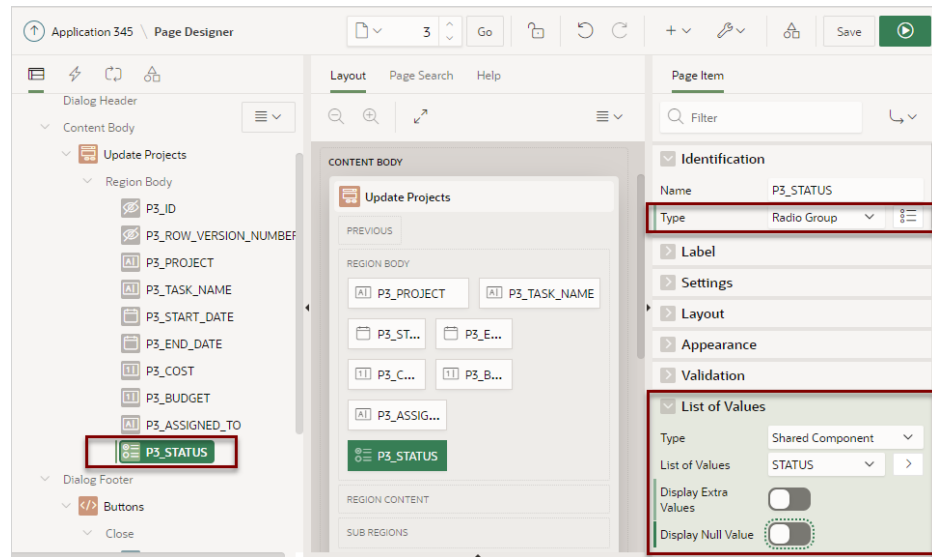 Application 345 \ Page Designer
3
Go
Save
Dialog Header
Content Body
Update Projects
Region Body
P3_ID
P3_ROW_VERSION_NUMBER
P3_PROJECT
P3_TASK_NAME
P3_START_DATE
P3_END_DATE
P3_COST
P3_BUDGET
P3_ASSIGNED_TO
P3_STATUS
Dialog Footer
Buttons
Close
Layout Page Search Help
CONTENT BODY
Update Projects
PREVIOUS
REGION BODY
P3_PROJECT P3_TASK_NAME
P3_ST... P3_E...
P3_C... P3_B...
P3_ASSIG...
P3_STATUS
REGION CONTENT
SUB REGIONS
Page Item
Filter
Identification
Name P3_STATUS
Type Radio Group
Label
Settings
Layout
Appearance
Validation
List of Values
Type Shared Component
List of Values STATUS
Display Extra
Values
Display Null Value